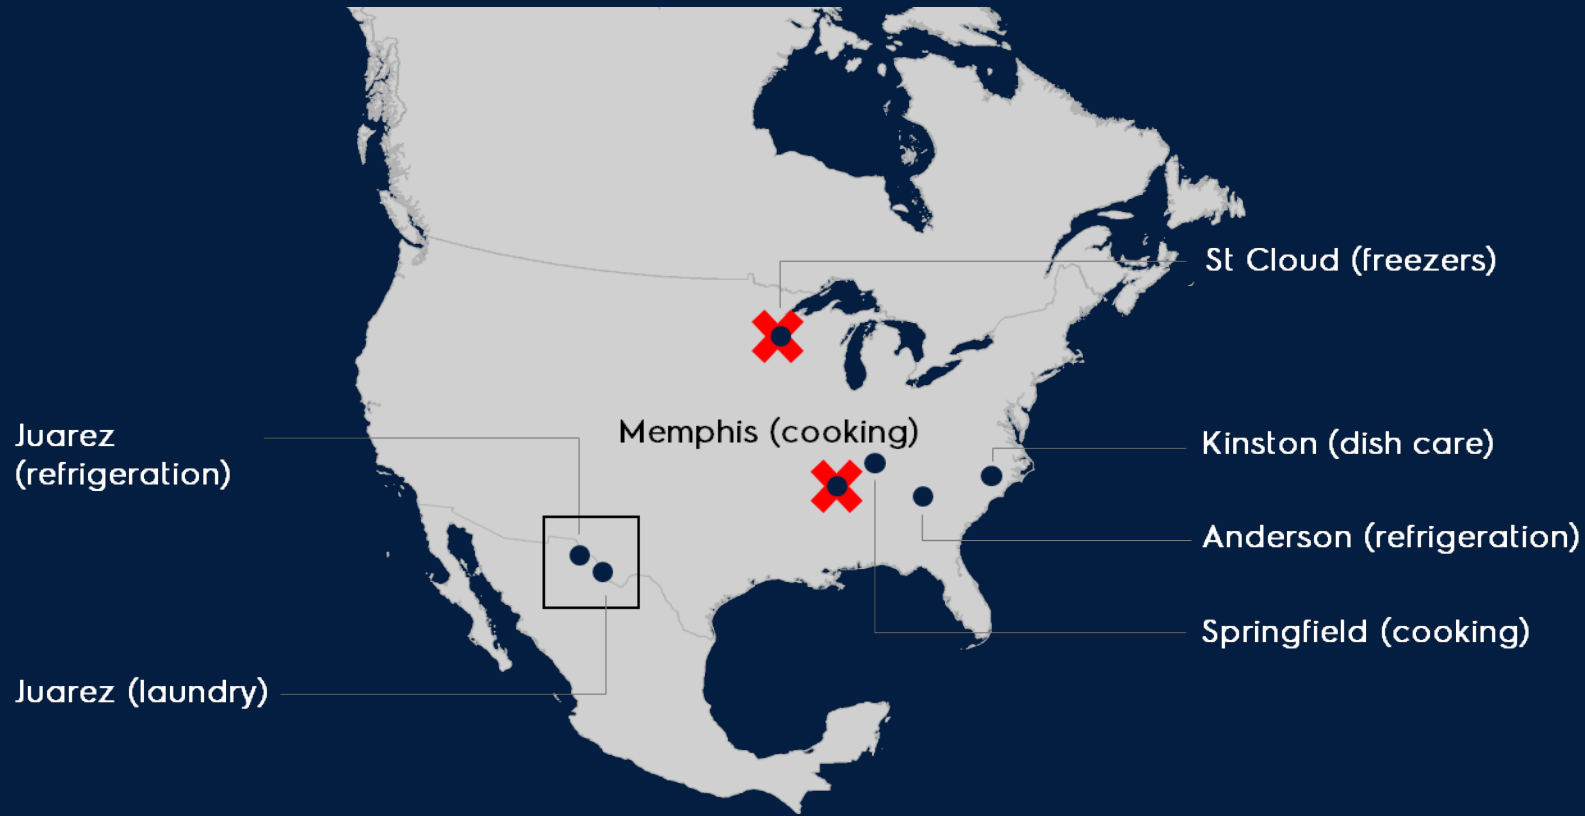 St Cloud (freezers)
Memphis (cooking)
Juarez
(refrigeration)
Kinston (dish care)
Anderson (refrigeration)
Springfield (cooking)
Juarez (laundry)